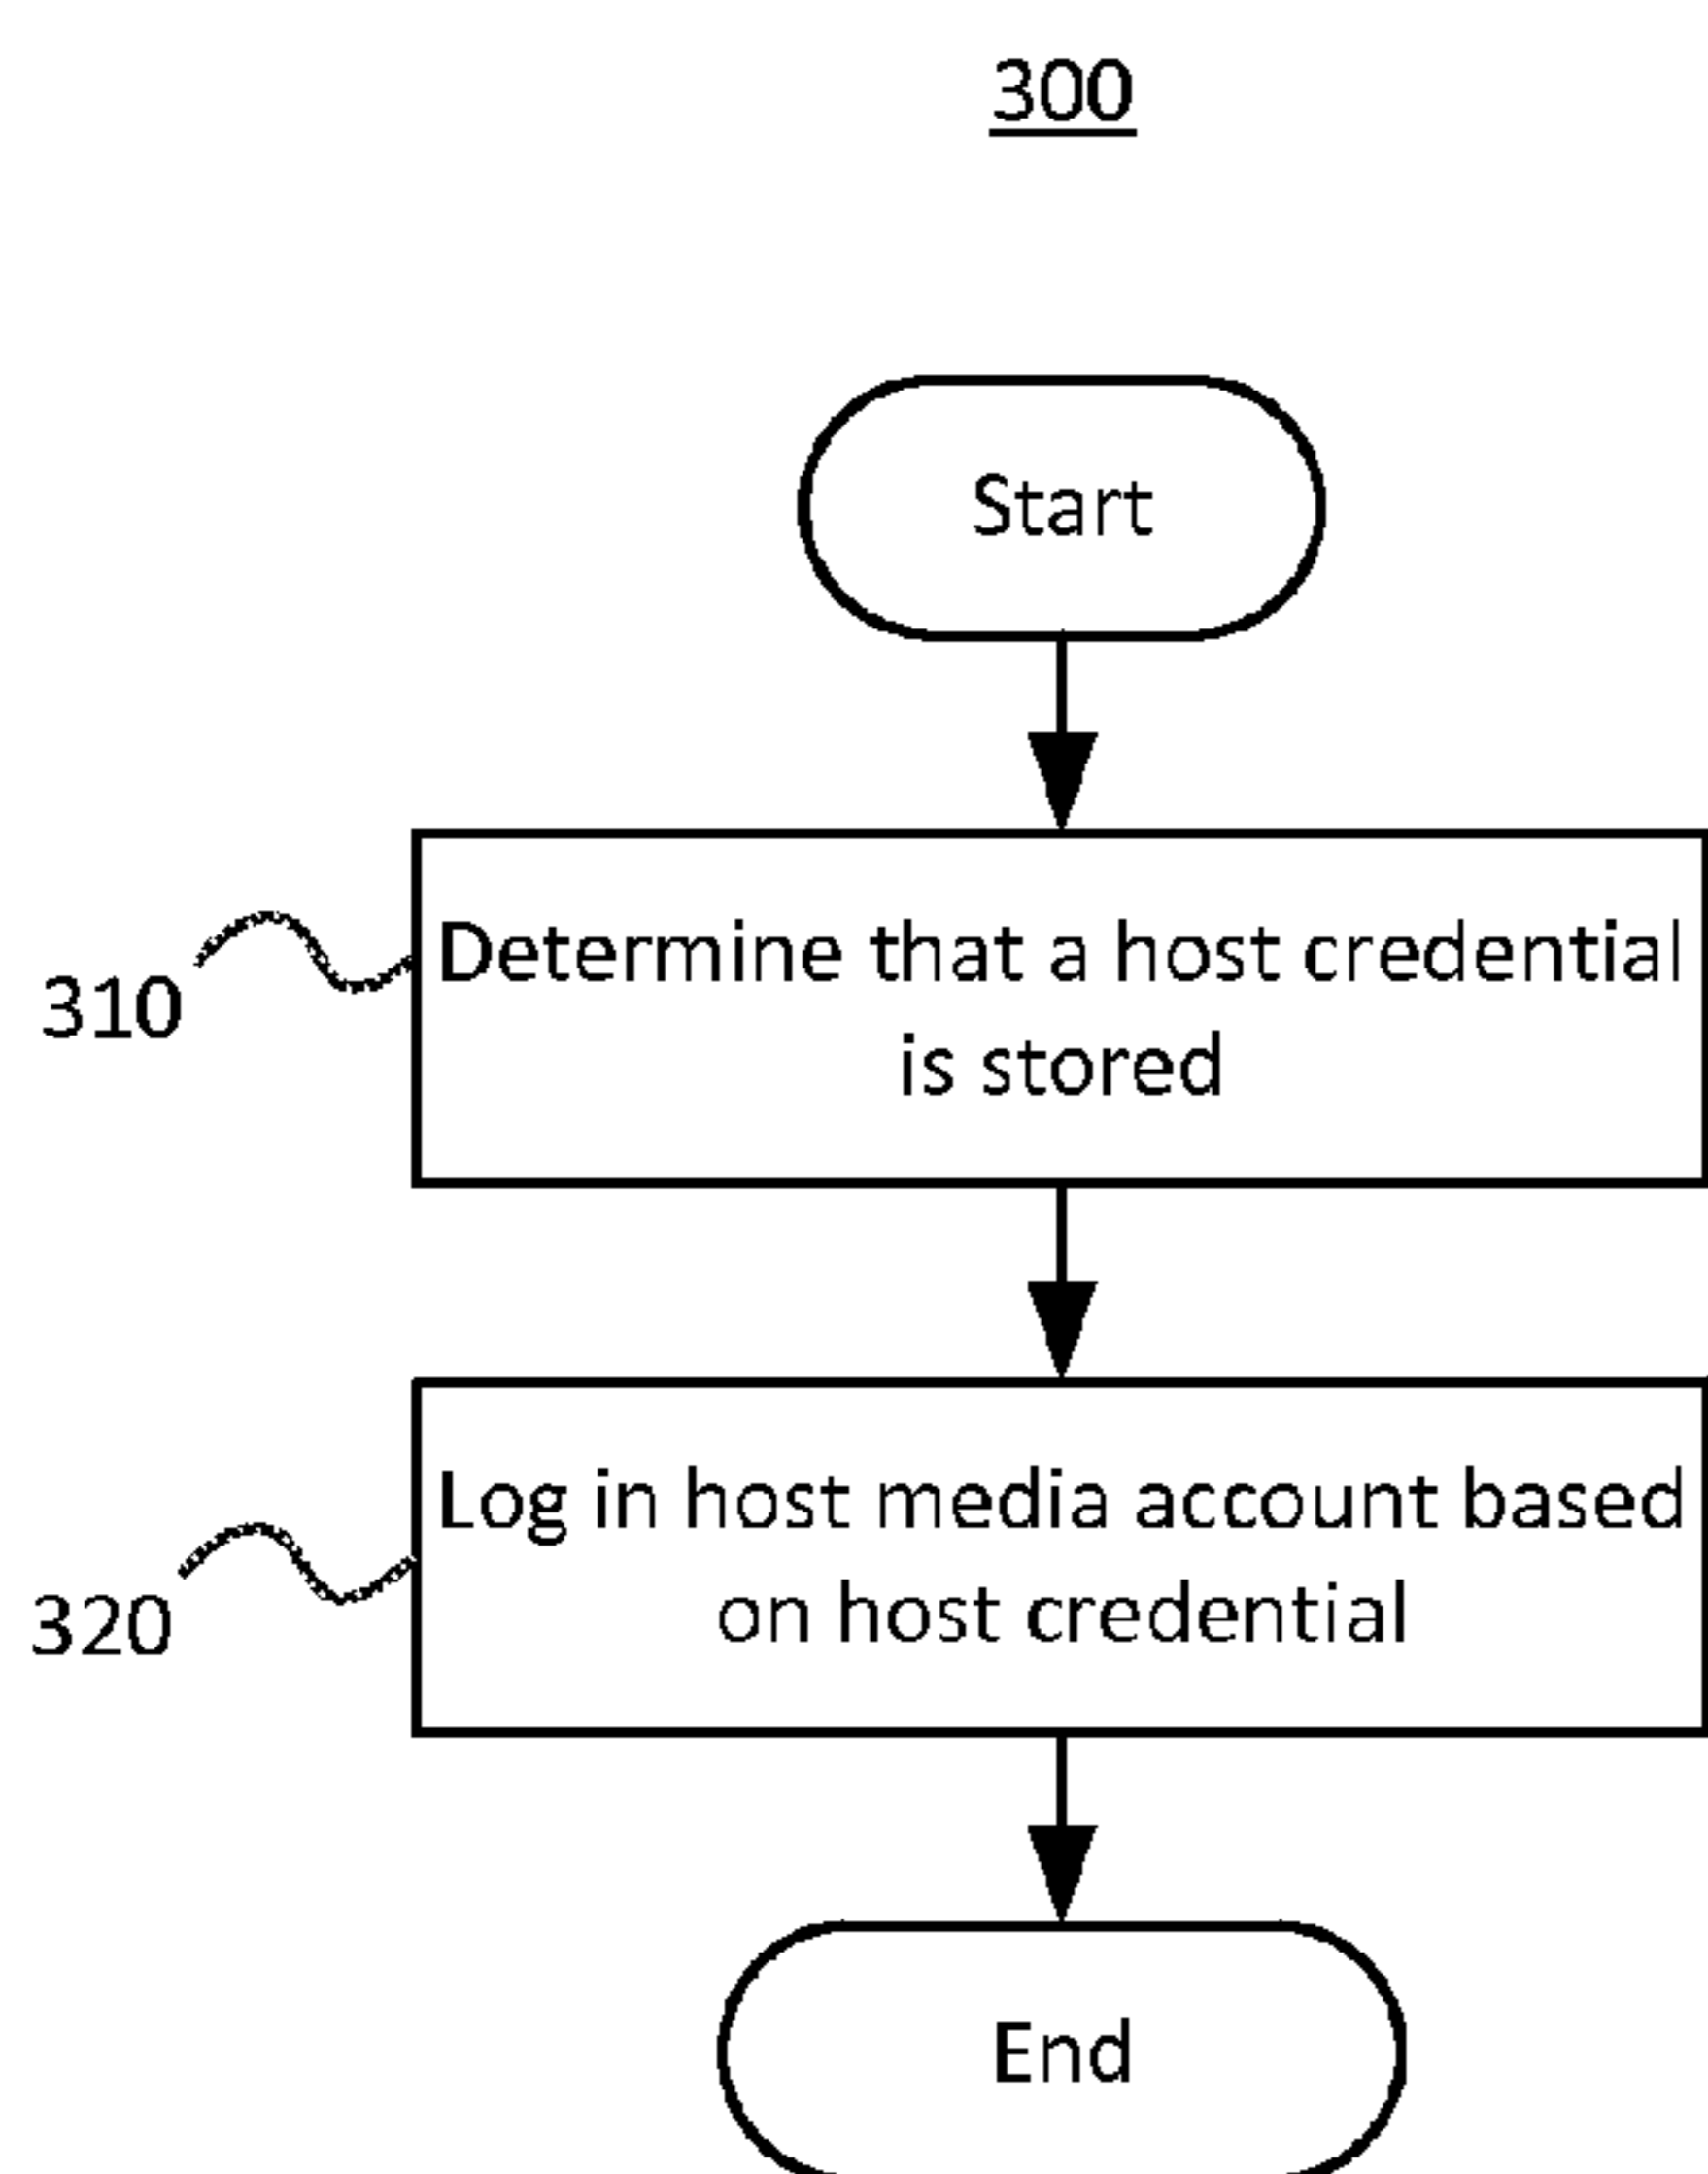 300
Start
Determine that a host credential
is stored
310
Log in host media account based
on host credential
320
End